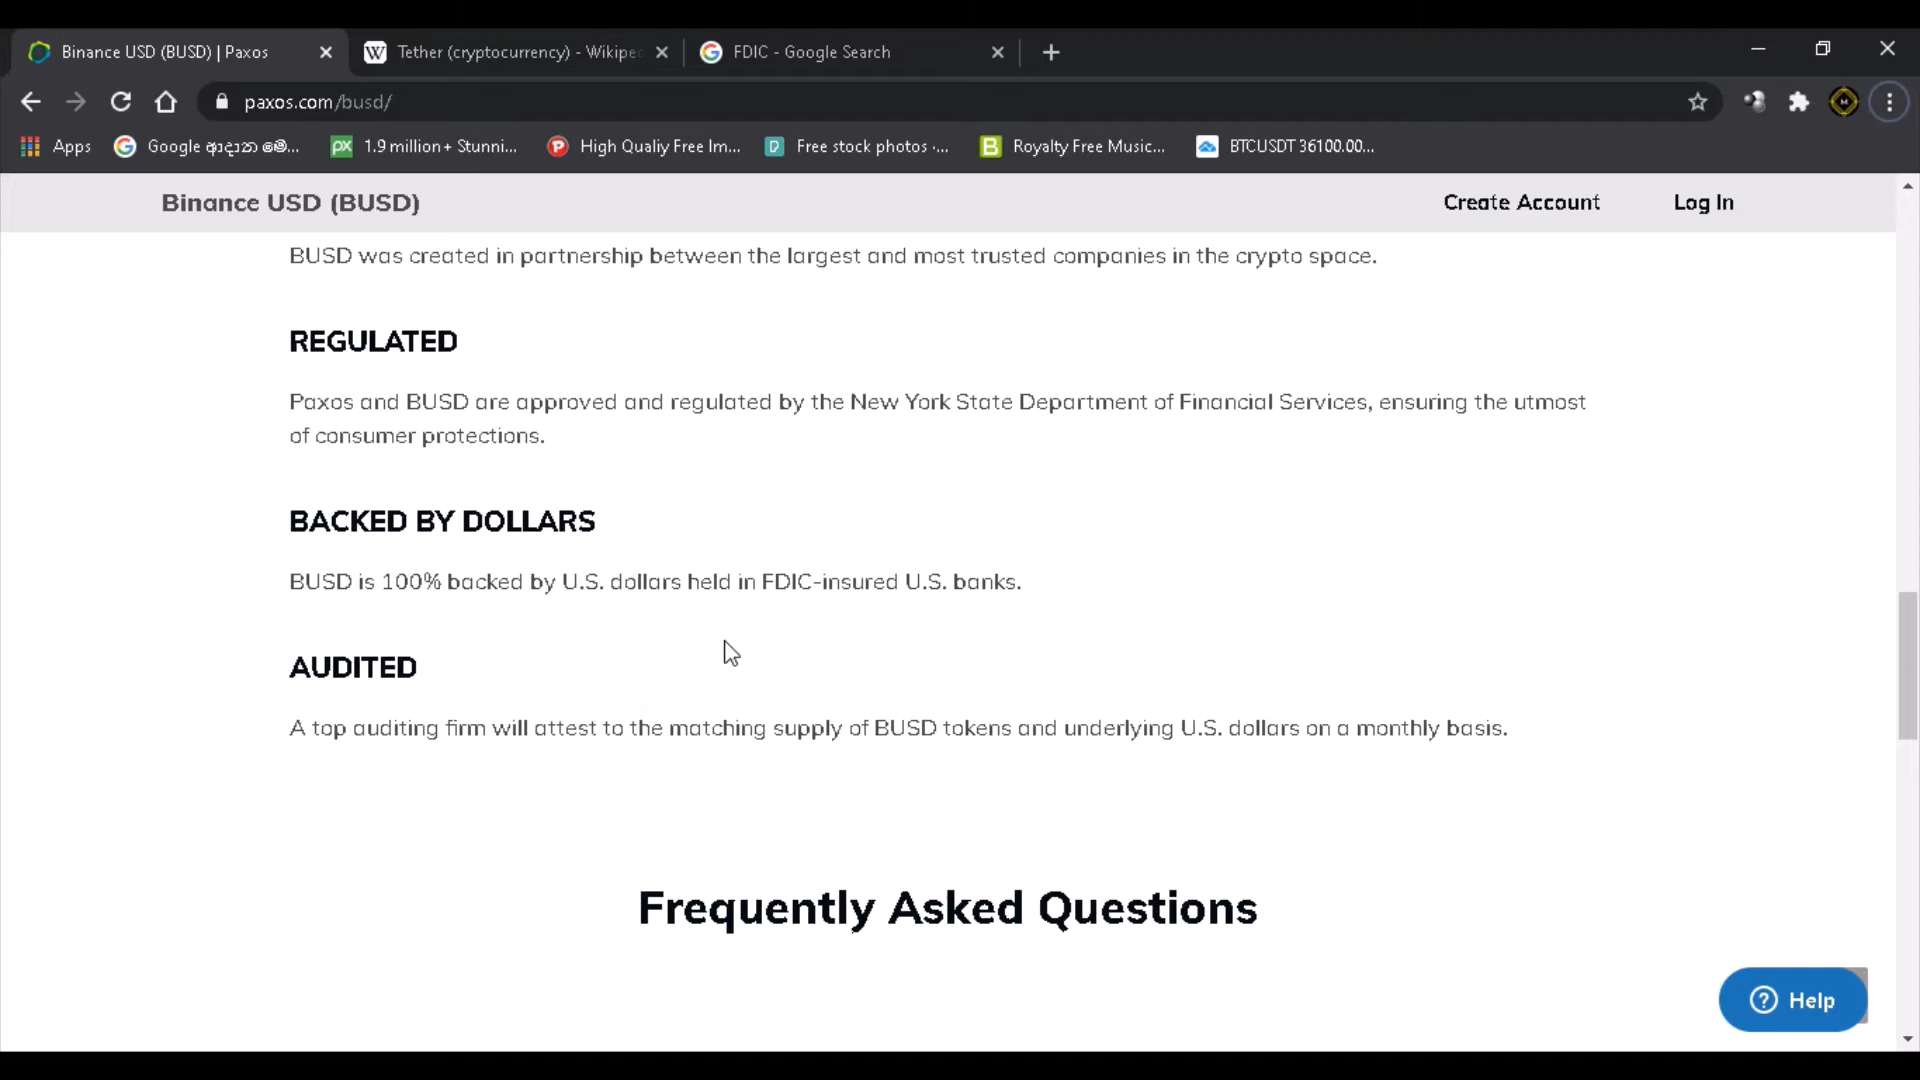 Binance USD (BUSD) | Paxos
Tether (cryptocurrency) - Wikipe
FDIC - Google Search
paxos.com/busd/
Apps
Google ආදාන මෙ...
1.9 million+ Stunni...
High Qualiy Free Im...
Free stock photos ·...
Royalty Free Music...
BTCUSDT 36100.00...
Binance USD (BUSD)
Create Account
Log In
BUSD was created in partnership between the largest and most trusted companies in the crypto space.
REGULATED
Paxos and BUSD are approved and regulated by the New York State Department of Financial Services, ensuring the utmost
of consumer protections.
BACKED BY DOLLARS
BUSD is 100% backed by U.S. dollars held in FDIC-insured U.S. banks.
AUDITED
A top auditing firm will attest to the matching supply of BUSD tokens and underlying U.S. dollars on a monthly basis.
Frequently Asked Questions
Help